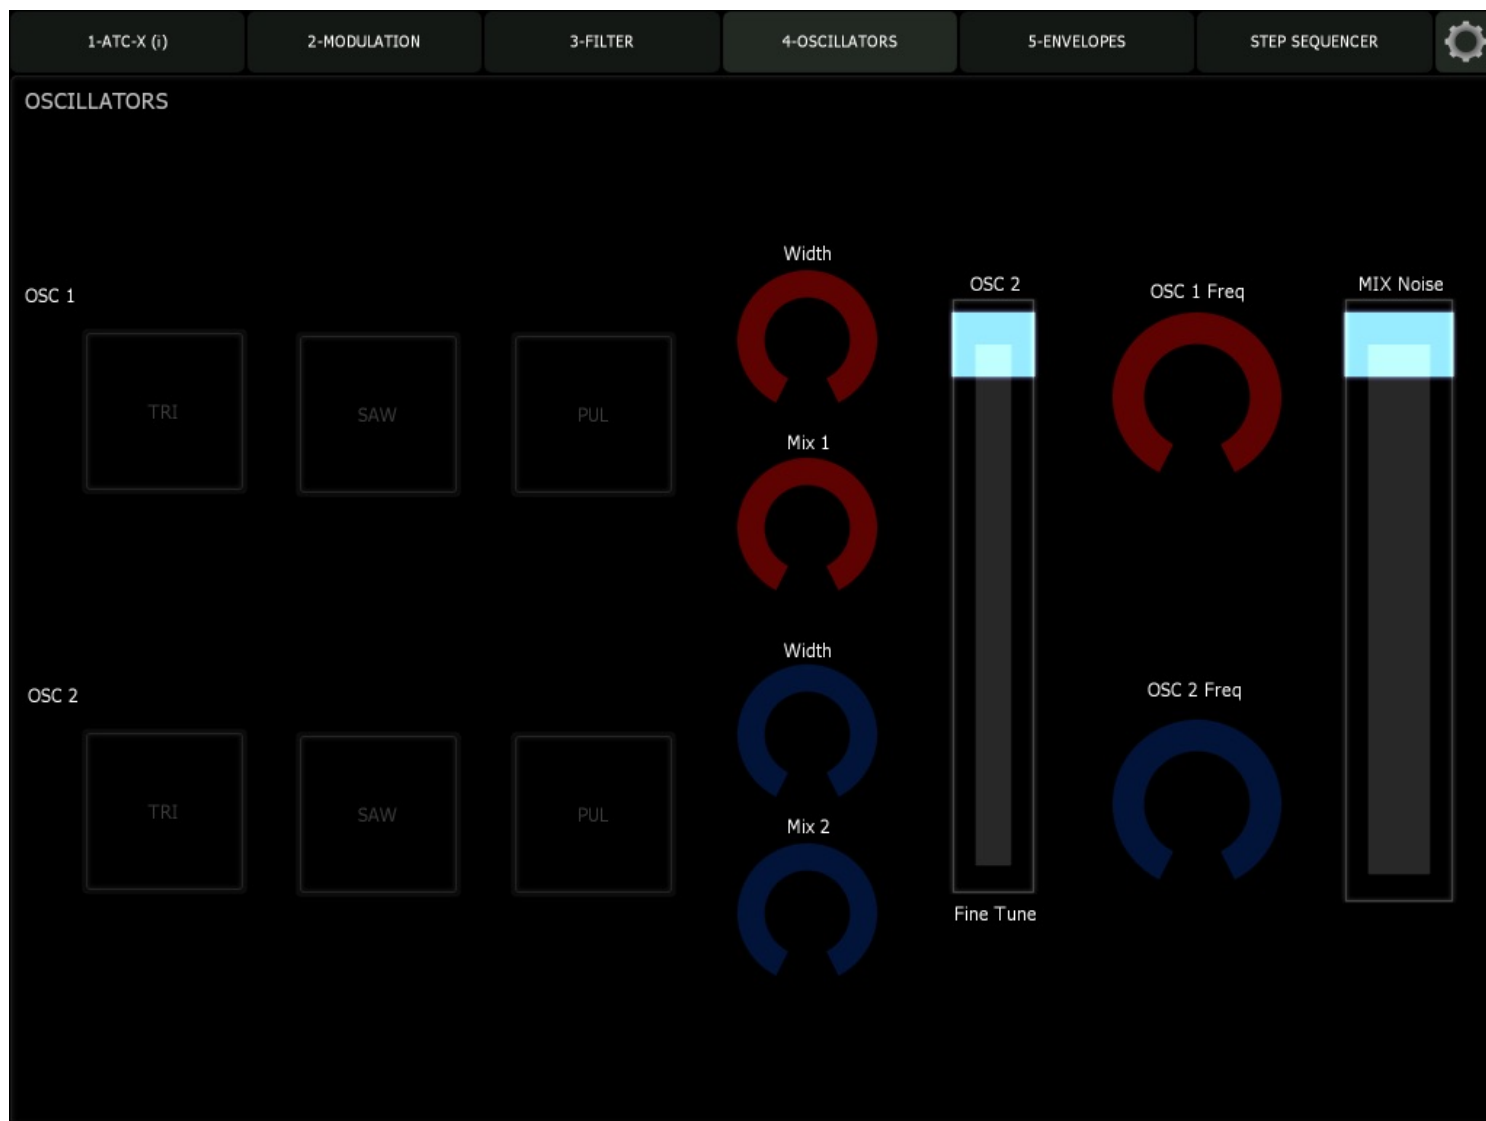 1-ATC-X (i)
2-MODULATION
3-FILTER
4-OSCILLATORS
5-ENVELOPES
STEP SEQUENCER
OSCILLATORS
OSC 1
TRI
SAW
PUL
Width
Mix 1
OSC 2
Fine Tune
OSC 1 Freq
MIX Noise
OSC 2
TRI
SAW
PUL
Width
Mix 2
OSC 2 Freq